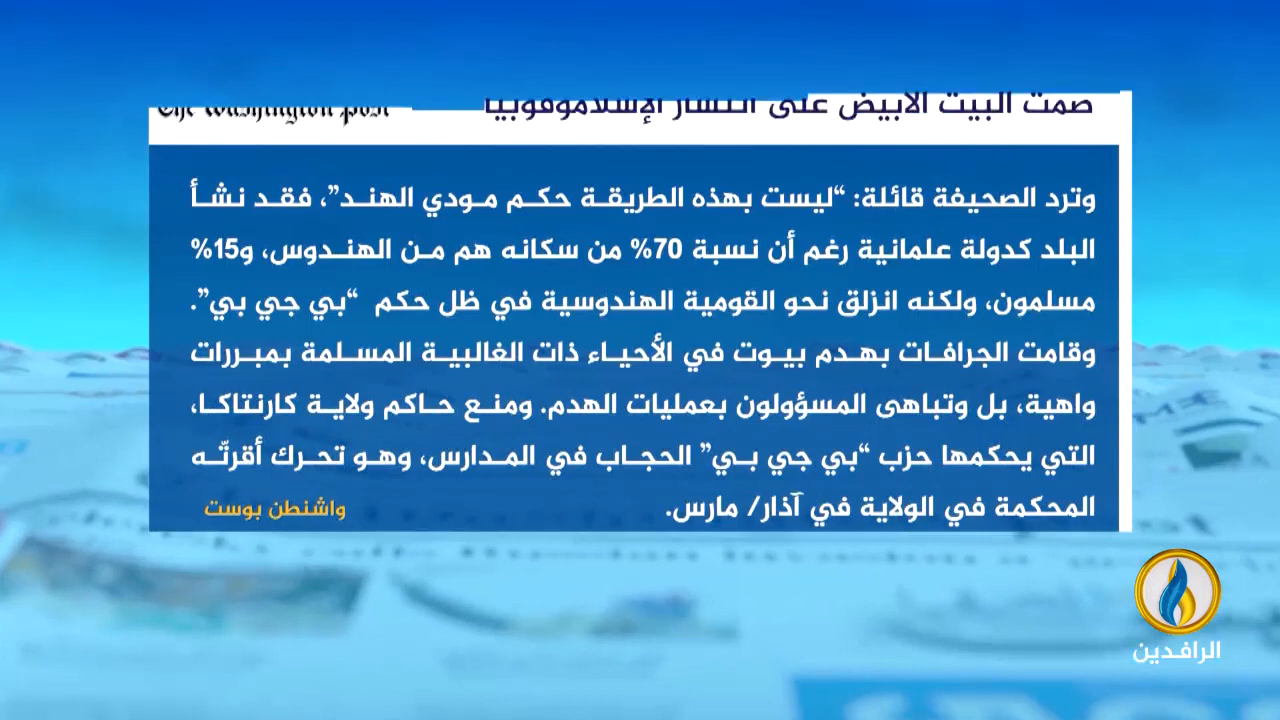 صمت البيت الأبيض على انتشار الإسلاموفوبيا
The Washington Post
وترد الصحيفة قائلة: “ليست بهذه الطريقة حكم مودي الهند”، فقد نشأ
البلد كدولة علمانية رغم أن نسبة 70% من سكانه هم من الهندوس، و15%
مسلمون، ولكنه انزلق نحو القومية الهندوسية في ظل حكم “بي جي بي”.
وقامت الجرافات بهدم بيوت في الأحياء ذات الغالبية المسلمة بمبررات
واهية، بل وتباهى المسؤولون بعمليات الهدم. ومنع حاكم ولاية كارنتاكا،
التي يحكمها حزب “بي جي بي” الحجاب في المدارس، وهو تحرك أقرتّه
المحكمة في الولاية في آذار/ مارس.
واشنطن بوست
الرافدين